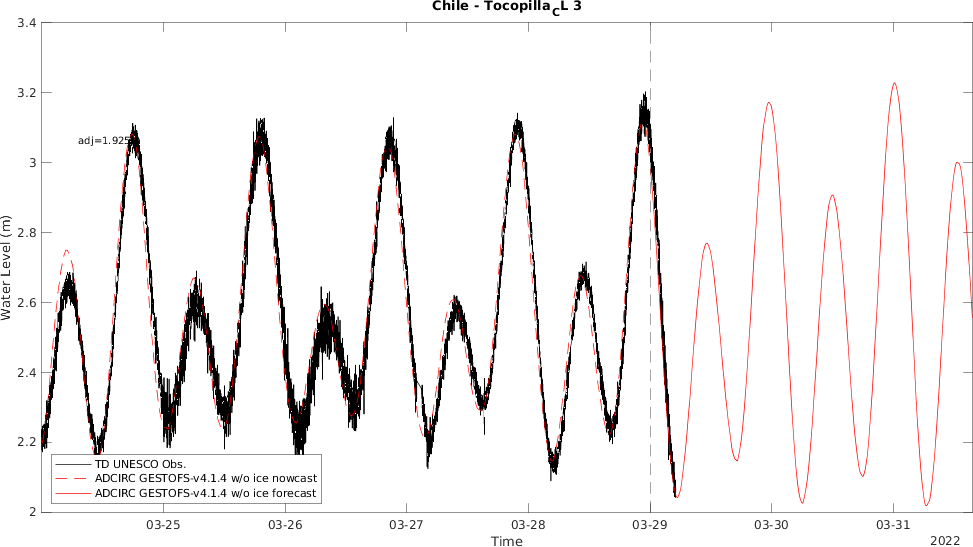 Chile - Tocopilla_CL 3
3.4
3.2
3
2.8
2.6
2.4
2.2
2
Water Level (m)
adj=1.925
TD UNESCO Obs.
ADCIRC GESTOFS-v4.1.4 w/o ice nowcast
ADCIRC GESTOFS-v4.1.4 w/o ice forecast
03-25
03-26
03-27
03-28
03-29
03-30
03-31
Time
2022